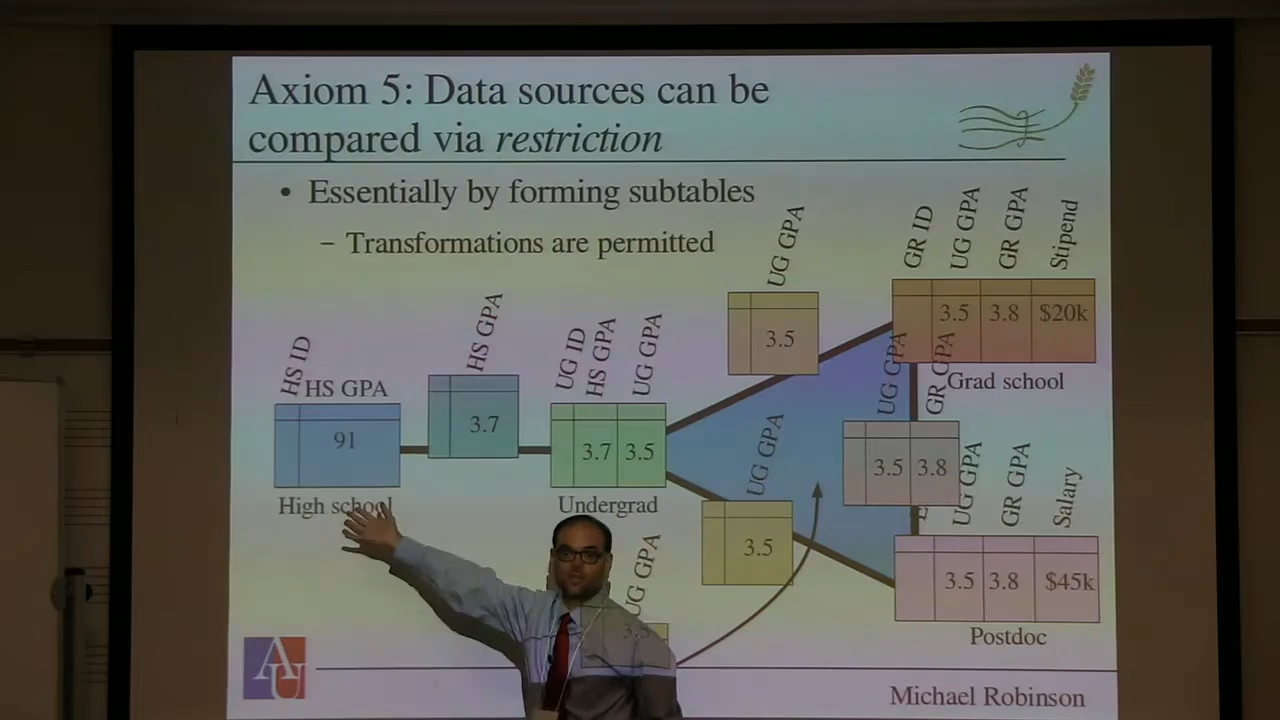 Axiom 5: Data sources can be
compared via restriction
• Essentially by forming subtables
– Transformations are permitted
HS ID
HS GPA
91
High school
HS GPA
3.7
UG ID
HS GPA
UG GPA
3.7 3.5
Undergrad
UG GPA
3.5
UG GPA
3.5
UG GPA
GR ID
UG GPA
GR GPA
Stipend
3.5 3.8 $20k
Grad school
UG GPA
GR GPA
3.5 3.8
UG GPA
GR GPA
Salary
3.5 3.8 $45k
Postdoc
AU
Michael Robinson